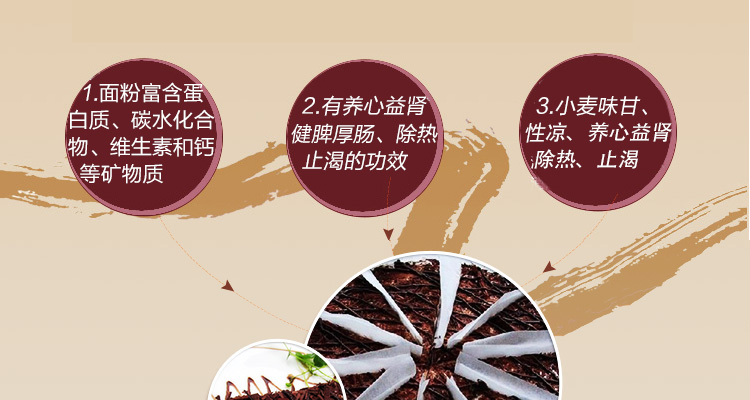 1.面粉富含蛋
白质、碳水化合
物、维生素和钙
等矿物质
2.有养心益肾
健脾厚肠、除热
止渴的功效
3.小麦味甘、
性凉、养心益肾
除热、止渴